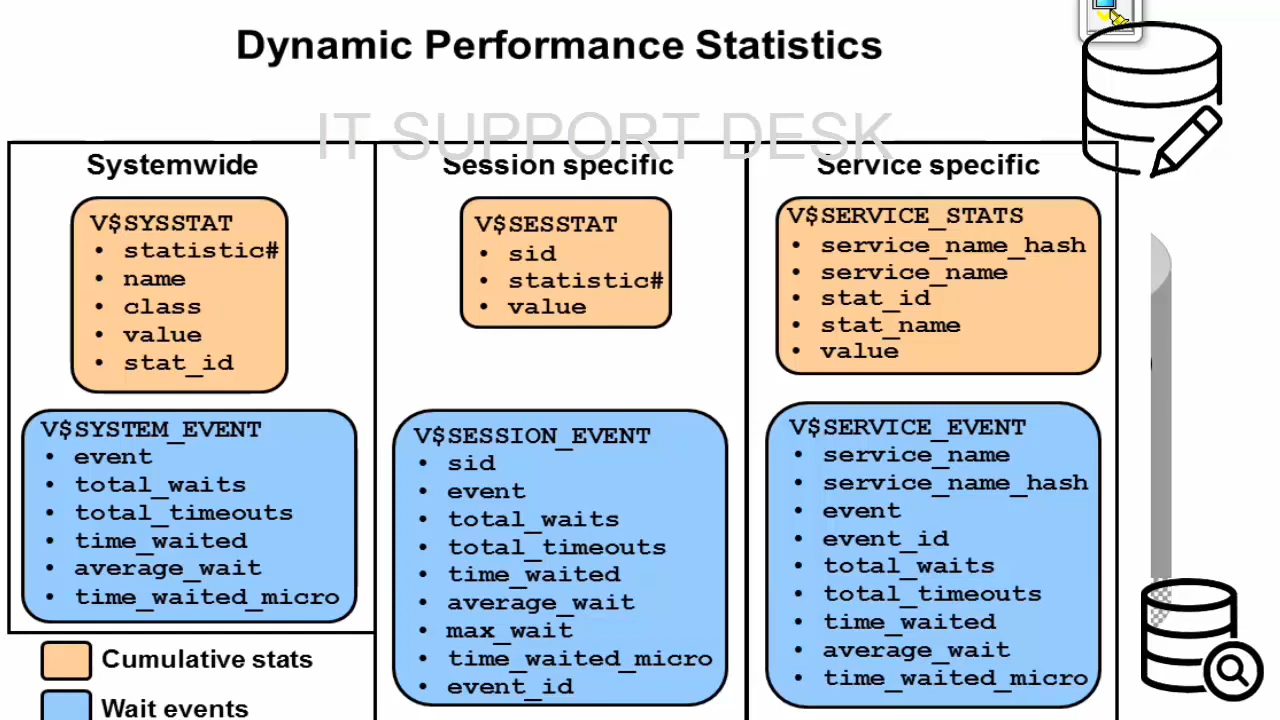 Dynamic Performance Statistics
IT SUPPORT DESK
Systemwide
V$SYSSTAT
• statistic#
• name
• class
• value
• stat_id
V$SYSTEM_EVENT
• event
• total_waits
• total_timeouts
• time_waited
• average_wait
• time_waited_micro
Session specific
V$SESSTAT
• sid
• statistic#
• value
V$SESSION_EVENT
• sid
• event
• total_waits
• total_timeouts
• time_waited
• average_wait
• max_wait
• time_waited_micro
• event_id
Service specific
V$SERVICE_STATS
• service_name_hash
• service_name
• stat_id
• stat_name
• value
V$SERVICE_EVENT
• service_name
• service_name_hash
• event
• event_id
• total_waits
• total_timeouts
• time_waited
• average_wait
• time_waited_micro
Cumulative stats
Wait events